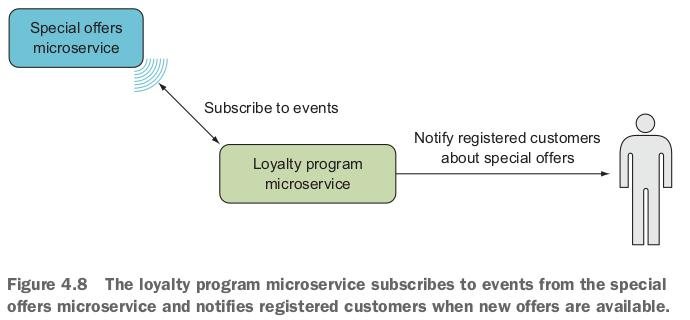 Special offers
microservice
Subscribe to events
Loyalty program
microservice
Notify registered customers
about special offers
Figure 4.8 The loyalty program microservice subscribes to events from the special
offers microservice and notifies registered customers when new offers are available.